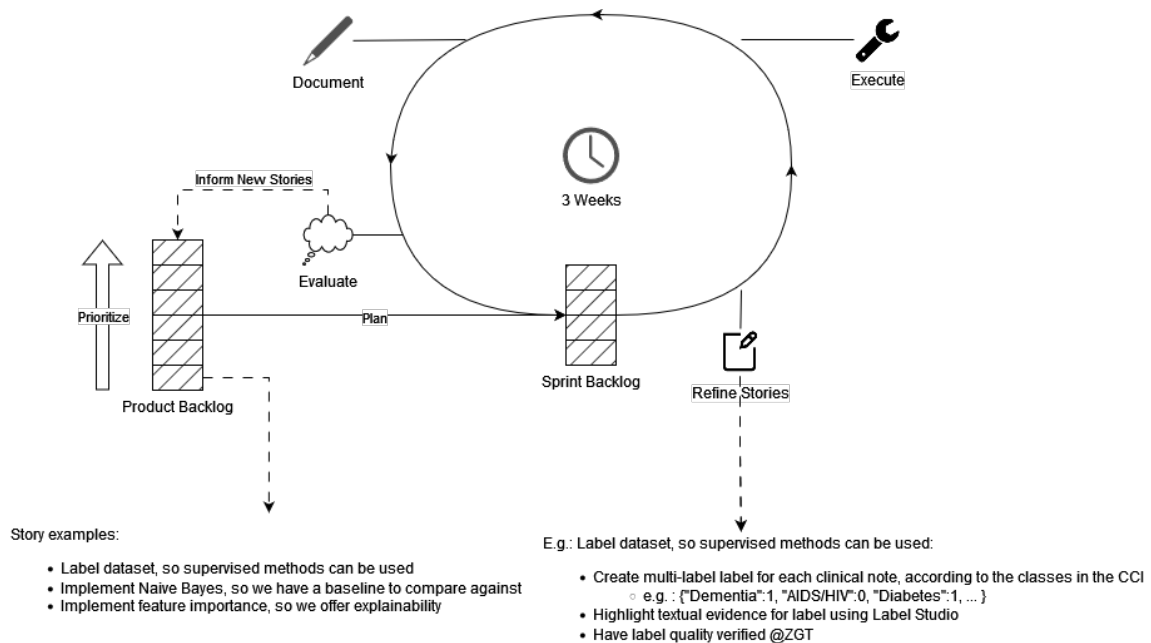 Document
Execute
3 Weeks
Inform New Stories
Evaluate
Prioritize
Plan
Product Backlog
Sprint Backlog
Refine Stories
Story examples:
• Label dataset, so supervised methods can be used
• Implement Naive Bayes, so we have a baseline to compare against
• Implement feature importance, so we offer explainability
E.g.: Label dataset, so supervised methods can be used:
• Create multi-label label for each clinical note, according to the classes in the CCI
○ e.g. : {"Dementia":1, "AIDS/HIV":0, "Diabetes":1, ... }
• Highlight textual evidence for label using Label Studio
• Have label quality verified @ZGT